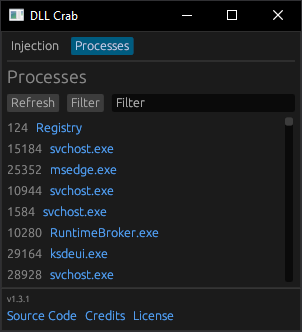 DLL Crab
Injection Processes
Processes
Refresh Filter Filter
124 Registry
15184 svchost.exe
25352 msedge.exe
10944 svchost.exe
1584 svchost.exe
10280 RuntimeBroker.exe
29164 ksdeui.exe
28928 svchost.exe
v1.3.1
Source Code Credits License